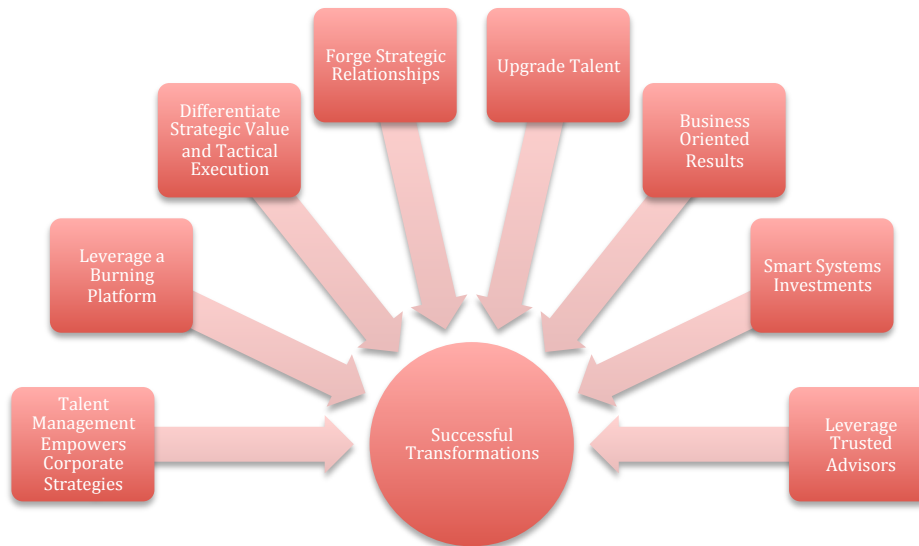 Forge Strategic
Relationships
Upgrade Talent
Differentiate
Strategic Value
and Tactical
Execution
Business
Oriented
Results
Leverage a
Burning
Platform
Smart Systems
Investments
Talent
Management
Empowers
Corporate
Strategies
Successful
Transformations
Leverage
Trusted
Advisors